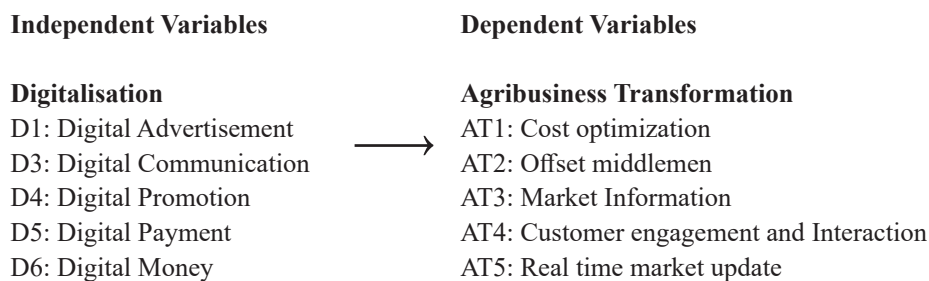 Independent Variables
Dependent Variables
Digitalisation
D1: Digital Advertisement
D3: Digital Communication
D4: Digital Promotion
D5: Digital Payment
D6: Digital Money
Agribusiness Transformation
AT1: Cost optimization
AT2: Offset middlemen
AT3: Market Information
AT4: Customer engagement and Interaction
AT5: Real time market update